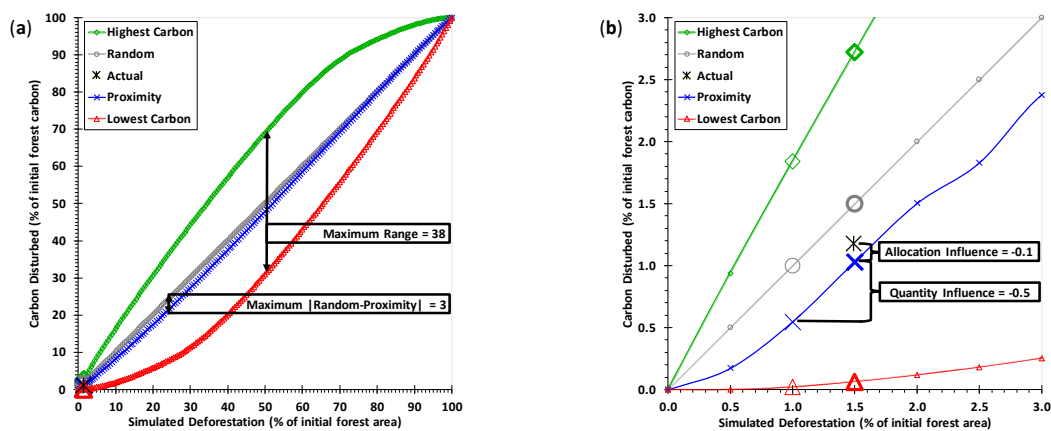 (a)
Carbon Disturbed (% of initial forest carbon)
100
90
80
70
60
50
40
30
20
10
0
Highest Carbon
Random
Actual
Proximity
Lowest Carbon
Maximum Range = 38
Maximum |Random-Proximity| = 3
0 10 20 30 40 50 60 70 80 90 100
Simulated Deforestation (% of initial forest area)
(b)
Carbon Disturbed (% of initial forest carbon)
3.0
2.5
2.0
1.5
1.0
0.5
0.0
Highest Carbon
Random
Actual
Proximity
Lowest Carbon
Allocation Influence = -0.1
Quantity Influence = -0.5
0.0 0.5 1.0 1.5 2.0 2.5 3.0
Simulated Deforestation (% of initial forest area)